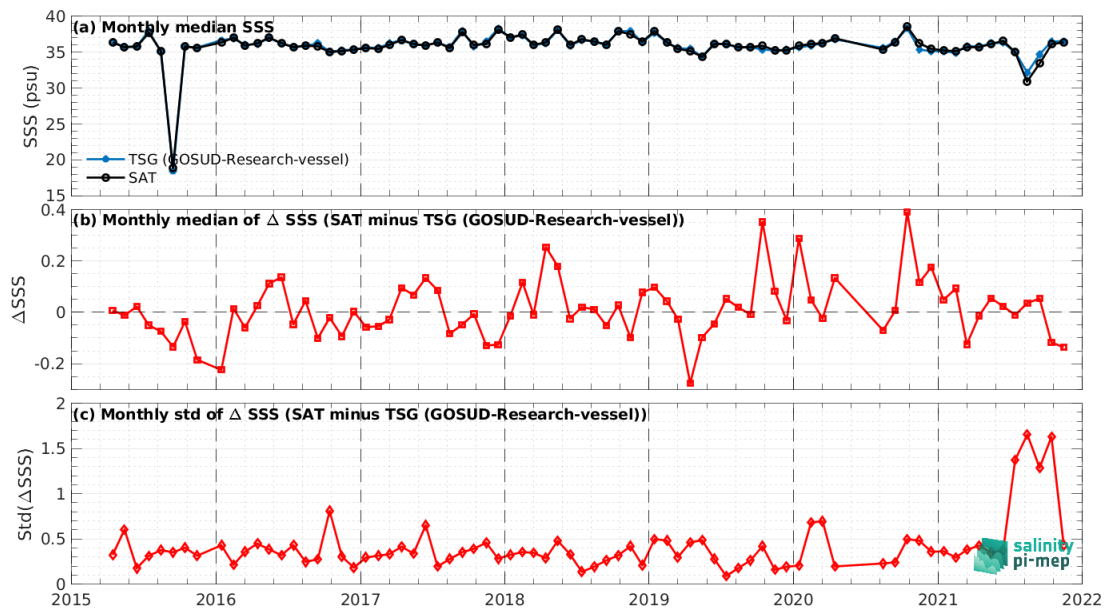 (a) Monthly median SSS
40
35
30
25
20
15
SSS (psu)
TSG (GOSUD-Research-vessel)
SAT
(b) Monthly median of Δ SSS (SAT minus TSG (GOSUD-Research-vessel))
0.4
0.2
0
-0.2
ΔSSS
(c) Monthly std of Δ SSS (SAT minus TSG (GOSUD-Research-vessel))
2
1.5
1
0.5
0
Std(ΔSSS)
salinity
pi-mep
2015 2016 2017 2018 2019 2020 2021 2022